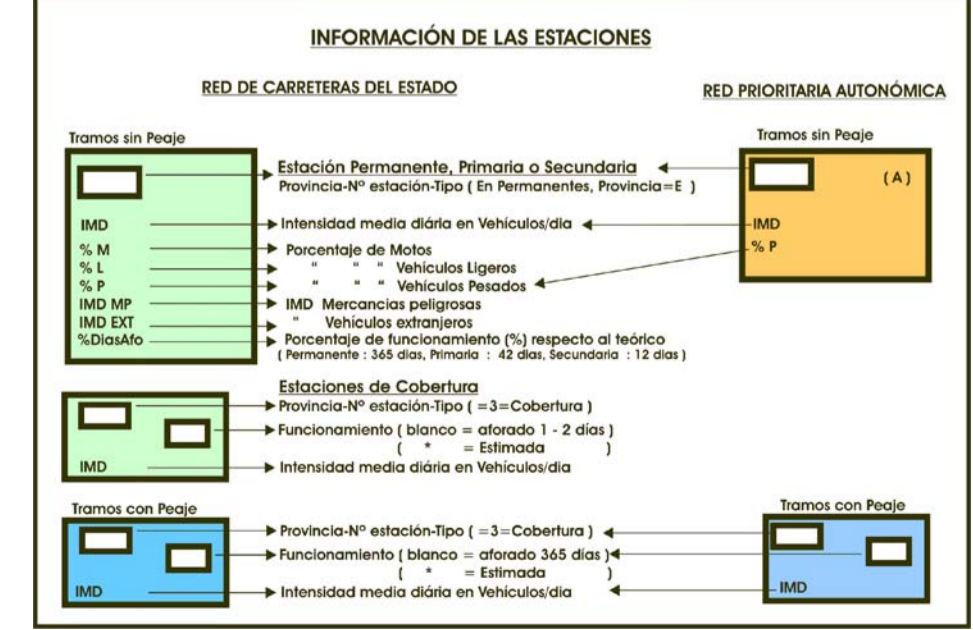 INFORMACIÓN DE LAS ESTACIONES
RED DE CARRETERAS DEL ESTADO
RED PRIORITARIA AUTONÓMICA
Tramos sin Peaje
Tramos sin Peaje
Estación Permanente, Primaria o Secundaria
Provincia-Nº estación-Tipo ( En Permanentes, Provincia=E )
(A)
IMD
Intensidad media diária en Vehículos/dia
IMD
% M
Porcentaje de Motos
% P
% L
" " " Vehículos Ligeros
% P
" " " Vehículos Pesados
IMD MP
IMD Mercancias peligrosas
IMD EXT
" Vehículos extranjeros
%DiasAfo
Porcentaje de funcionamiento (%) respecto al teórico
( Permanente : 365 dias, Primaria : 42 dias, Secundaria : 12 dias )
Estaciones de Cobertura
Provincia-Nº estación-Tipo ( =3=Cobertura )
Funcionamiento ( blanco = aforado 1 - 2 días )
( * = Estimada )
IMD
Intensidad media diária en Vehículos/dia
Tramos con Peaje
Tramos con Peaje
Provincia-Nº estación-Tipo ( =3=Cobertura )
Funcionamiento ( blanco = aforado 365 días )
( * = Estimada )
IMD
Intensidad media diária en Vehículos/dia
IMD